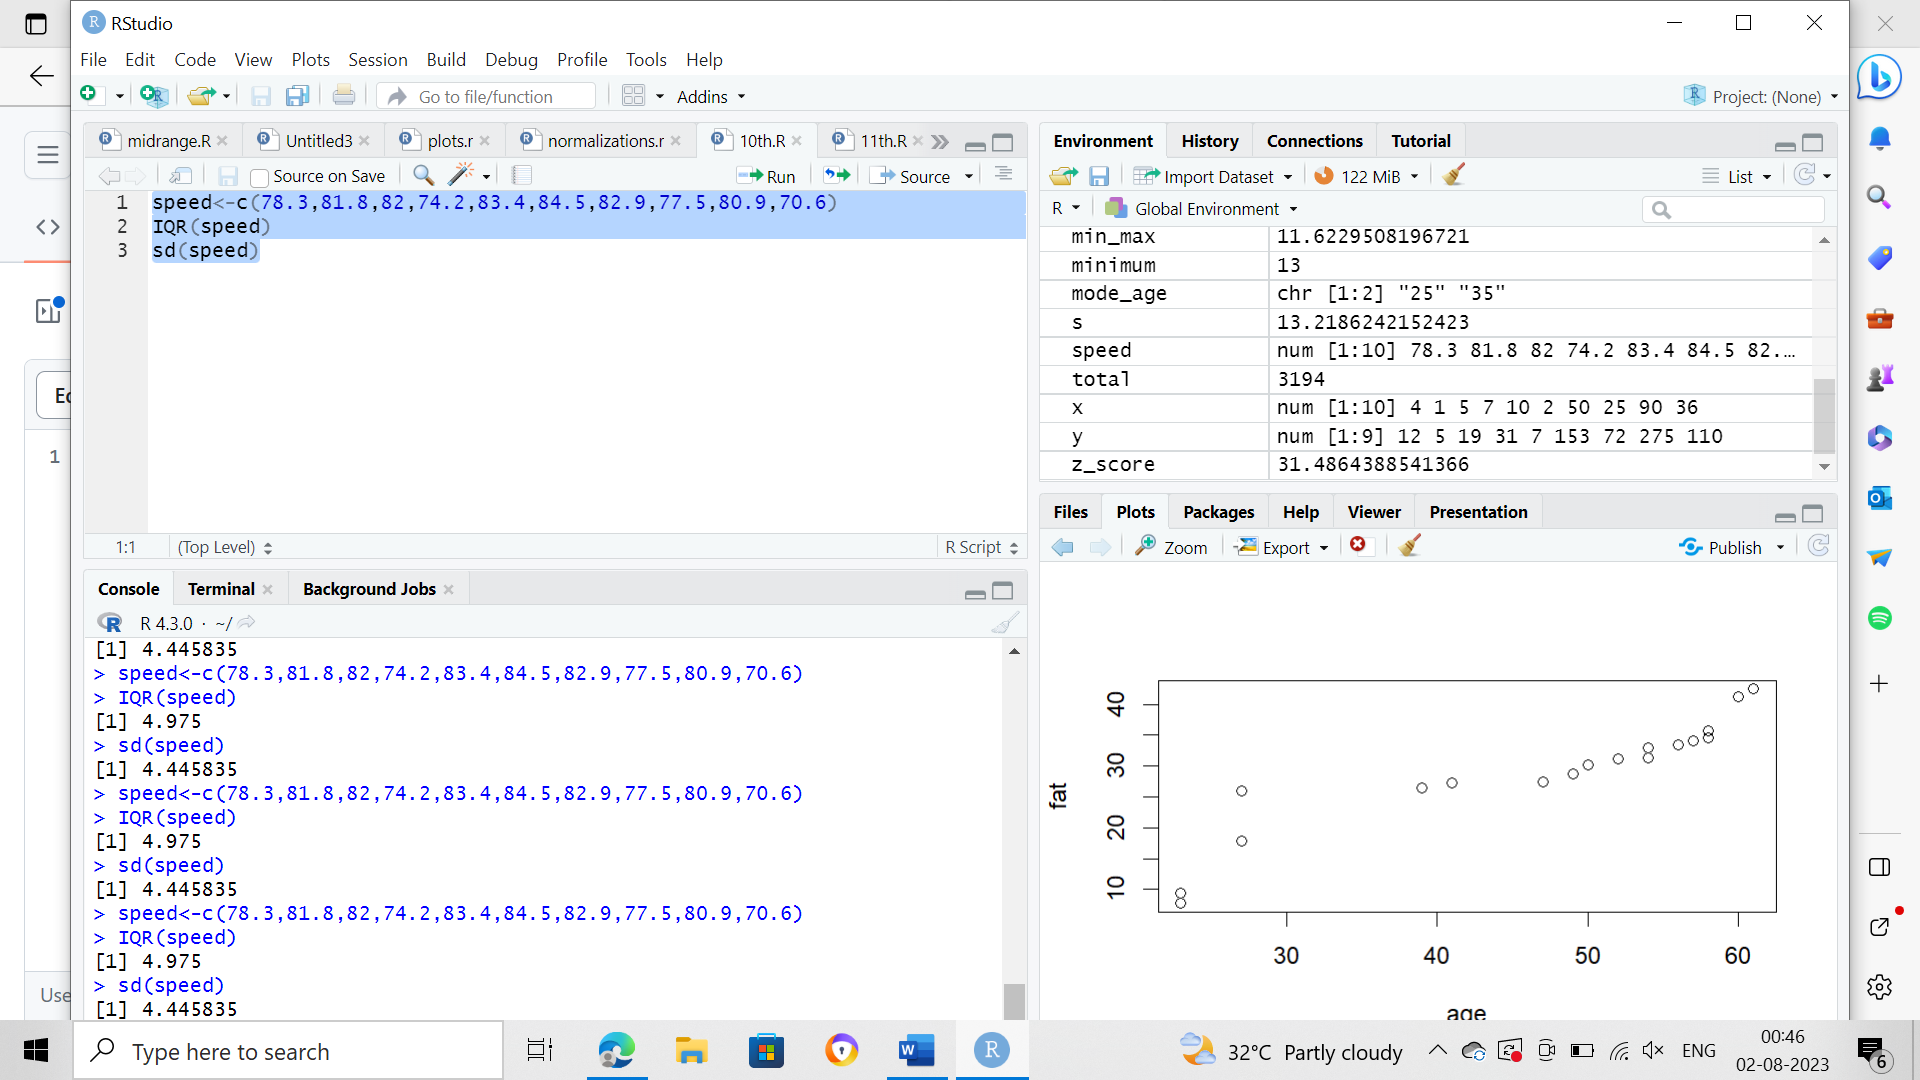 RStudio
File Edit Code View Plots Session Build Debug Profile Tools Help
Go to file/function Addins Project: (None)
midrange.R Untitled3 plots.r normalizations.r 10th.R 11th.R
Source on Save Run Source
1 speed<-c(78.3,81.8,82,74.2,83.4,84.5,82.9,77.5,80.9,70.6)
2 IQR(speed)
3 sd(speed)
1:1 (Top Level) R Script
Console Terminal Background Jobs
R 4.3.0 · ~/
[1] 4.445835
> speed<-c(78.3,81.8,82,74.2,83.4,84.5,82.9,77.5,80.9,70.6)
> IQR(speed)
[1] 4.975
> sd(speed)
[1] 4.445835
> speed<-c(78.3,81.8,82,74.2,83.4,84.5,82.9,77.5,80.9,70.6)
> IQR(speed)
[1] 4.975
> sd(speed)
[1] 4.445835
> speed<-c(78.3,81.8,82,74.2,83.4,84.5,82.9,77.5,80.9,70.6)
> IQR(speed)
[1] 4.975
> sd(speed)
[1] 4.445835
Environment History Connections Tutorial
Import Dataset 122 MiB List
R Global Environment
min_max 11.6229508196721
minimum 13
mode_age chr [1:2] "25" "35"
s 13.2186242152423
speed num [1:10] 78.3 81.8 82 74.2 83.4 84.5 82.…
total 3194
x num [1:10] 4 1 5 7 10 2 50 25 90 36
y num [1:9] 12 5 19 31 7 153 72 275 110
z_score 31.4864388541366
Files Plots Packages Help Viewer Presentation
Zoom Export Publish
40
30
20
10
fat
30 40 50 60
age
1
Use
Type here to search
32°C Partly cloudy ENG
00:46
02-08-2023
6